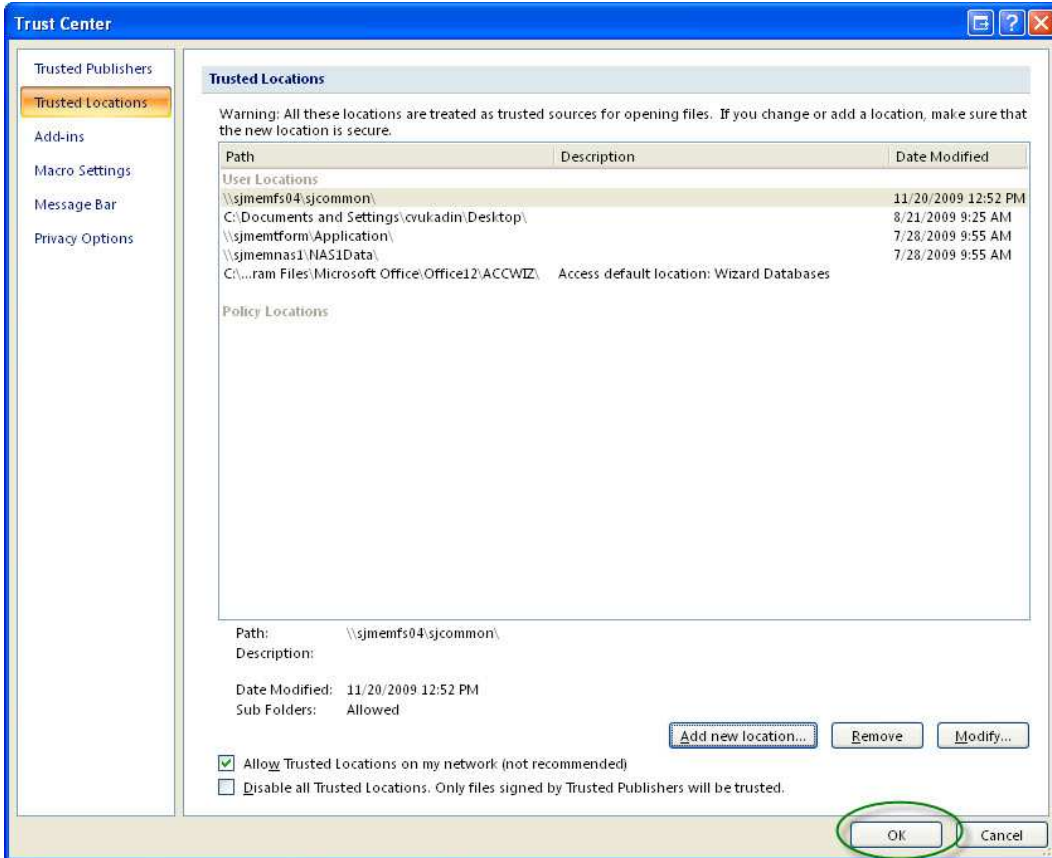 Trust Center
Trusted Publishers
Trusted Locations
Add-ins
Macro Settings
Message Bar
Privacy Options
Trusted Locations
Warning: All these locations are treated as trusted sources for opening files. If you change or add a location, make sure that
the new location is secure.
Path Description Date Modified
User Locations
\\sjmemfs04\sjcommon\ 11/20/2009 12:52 PM
C:\Documents and Settings\cvukadin\Desktop\ 8/21/2009 9:25 AM
\\sjmemtform\Application\ 7/28/2009 9:55 AM
\\sjmemnas1\NAS1Data\ 7/28/2009 9:55 AM
C:\...ram Files\Microsoft Office\Office12\ACCWIZ\ Access default location: Wizard Databases
Policy Locations
Path: \\sjmemfs04\sjcommon\
Description:
Date Modified: 11/20/2009 12:52 PM
Sub Folders: Allowed
Add new location... Remove Modify...
Allow Trusted Locations on my network (not recommended)
Disable all Trusted Locations. Only files signed by Trusted Publishers will be trusted.
OK Cancel